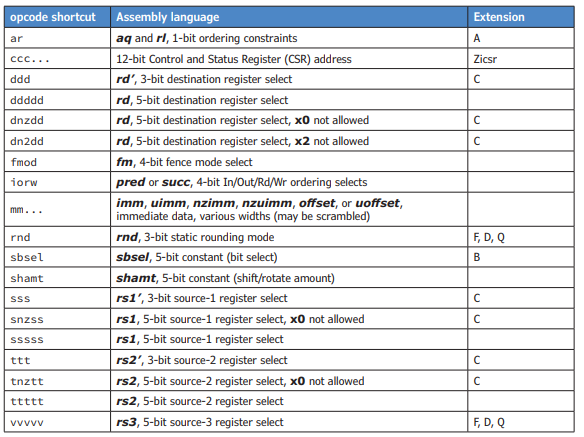 opcode shortcut Assembly language Extension
ar aq and rl, 1-bit ordering constraints A
ccc... 12-bit Control and Status Register (CSR) address Zicsr
ddd rd′, 3-bit destination register select C
ddddd rd, 5-bit destination register select
dnzdd rd, 5-bit destination register select, x0 not allowed C
dn2dd rd, 5-bit destination register select, x2 not allowed C
fmod fm, 4-bit fence mode select
iorw pred or succ, 4-bit In/Out/Rd/Wr ordering selects
mm... imm, uimm, nzimm, nzuimm, offset, or uoffset,
immediate data, various widths (may be scrambled)
rnd rnd, 3-bit static rounding mode F, D, Q
sbsel sbsel, 5-bit constant (bit select) B
shamt shamt, 5-bit constant (shift/rotate amount)
sss rs1′, 3-bit source-1 register select C
snzss rs1, 5-bit source-1 register select, x0 not allowed C
sssss rs1, 5-bit source-1 register select
ttt rs2′, 3-bit source-2 register select C
tnztt rs2, 5-bit source-2 register select, x0 not allowed C
ttttt rs2, 5-bit source-2 register select
vvvvv rs3, 5-bit source-3 register select F, D, Q